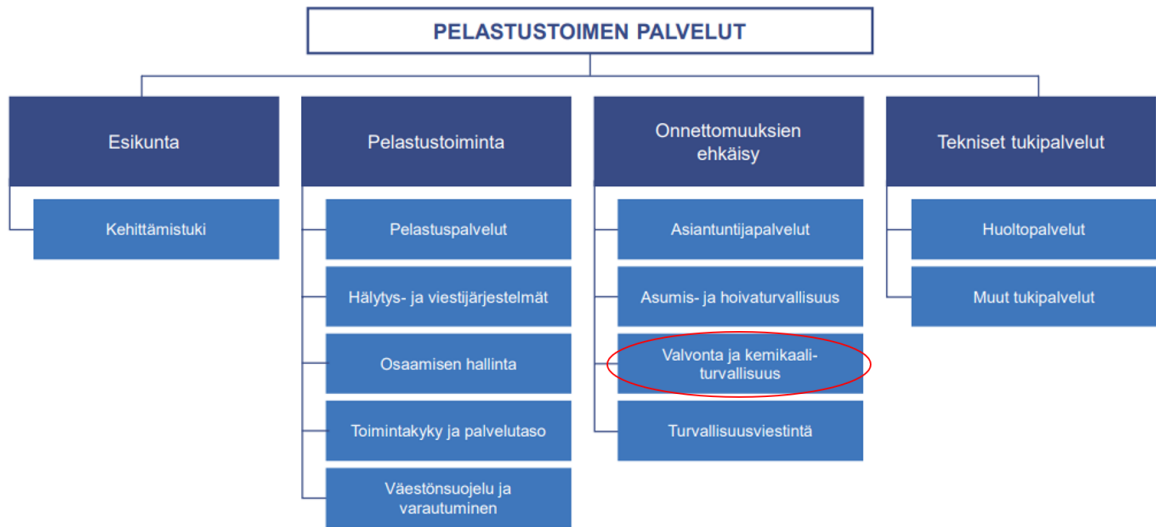 PELASTUSTOIMEN PALVELUT
Esikunta
Kehittämistuki
Pelastustoiminta
Pelastuspalvelut
Hälytys- ja viestijärjestelmät
Osaamisen hallinta
Toimintakyky ja palvelutaso
Väestönsuojelu ja
varautuminen
Onnettomuuksien
ehkäisy
Asiantuntijapalvelut
Asumis- ja hoivaturvallisuus
Valvonta ja kemikaali-
turvallisuus
Turvallisuusviestintä
Tekniset tukipalvelut
Huoltopalvelut
Muut tukipalvelut